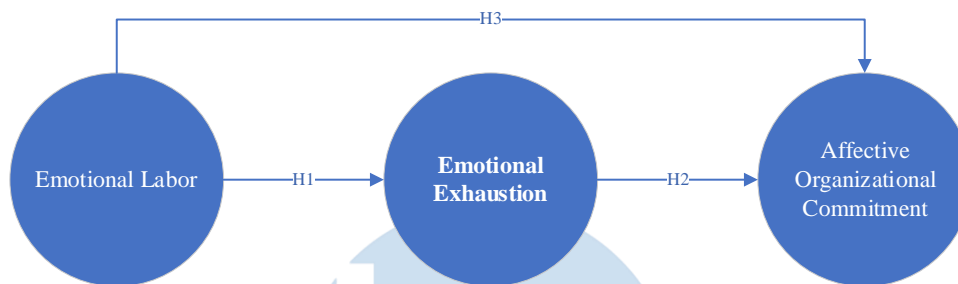 H3
Emotional Labor
H1
Emotional
Exhaustion
H2
Affective
Organizational
Commitment